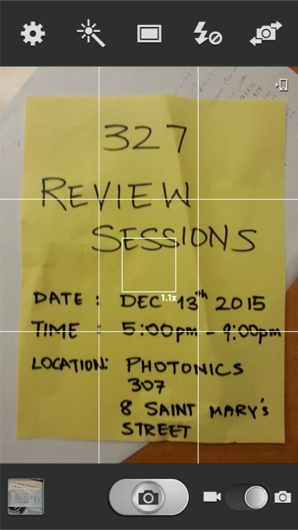 327
REVIEW
SESSIONS
1.1x
DATE : DEC 13th 2015
TIME : 5:00pm - 9:00pm
LOCATION: PHOTONICS
307
8 SAINT MARY'S
STREET